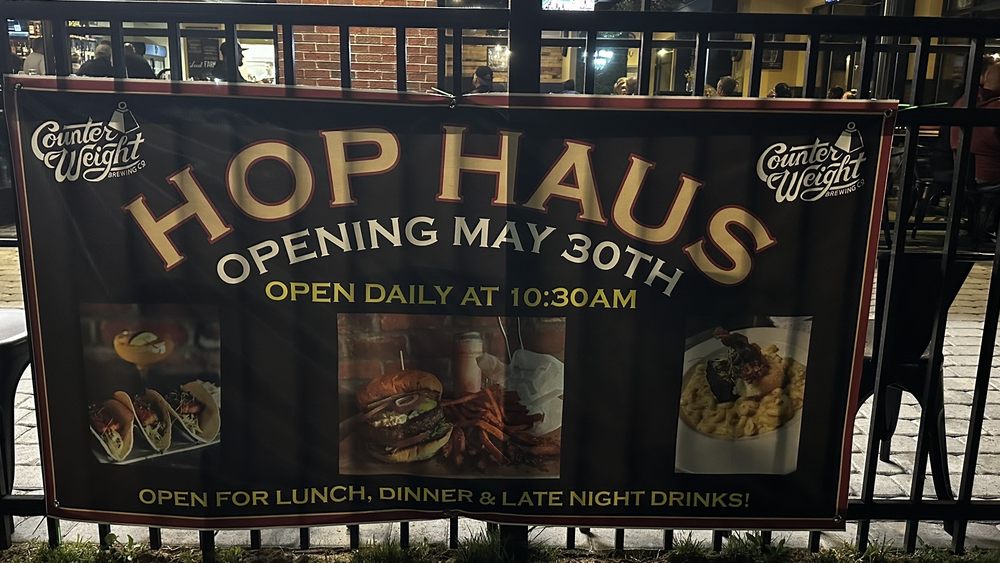 Counter
Weight
BREWING CO.
HOP HAUS
Counter
Weight
BREWING CO.
OPENING MAY 30TH
OPEN DAILY AT 10:30AM
OPEN FOR LUNCH, DINNER & LATE NIGHT DRINKS!